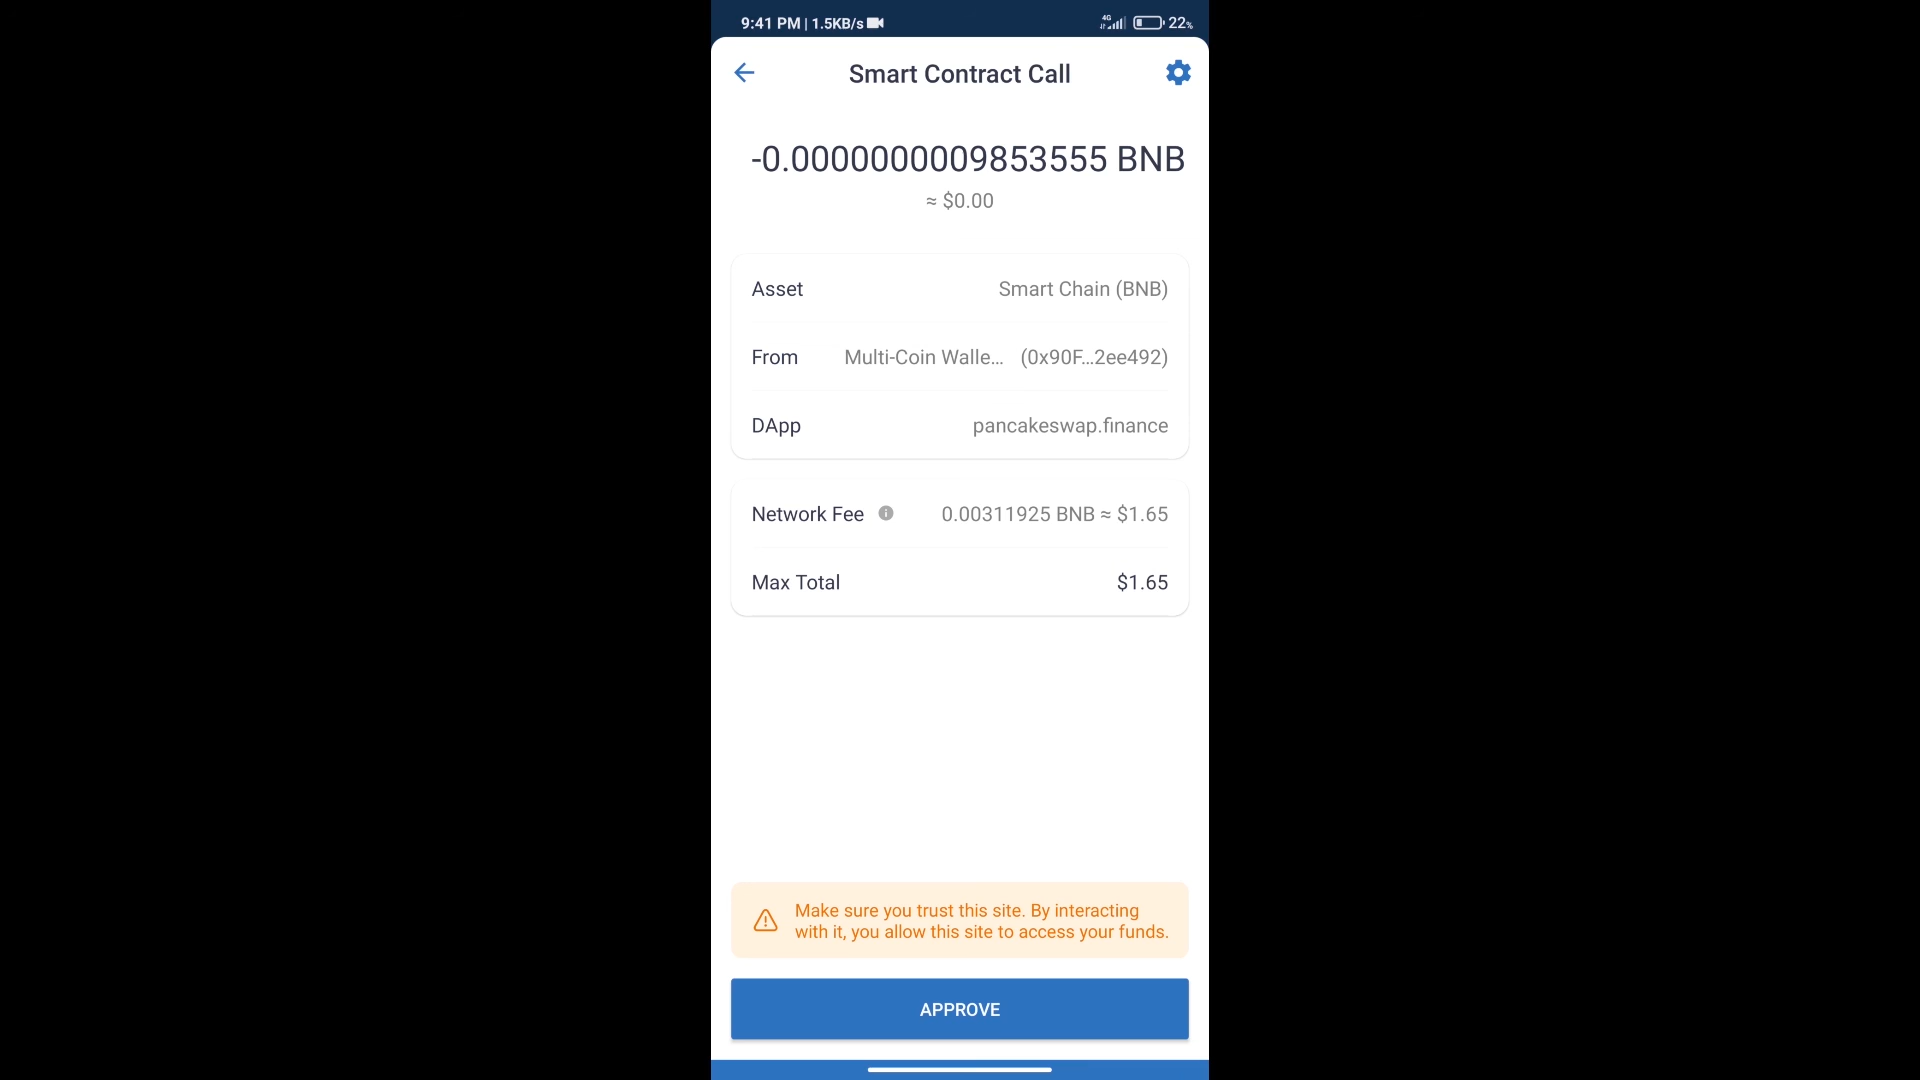 9:41 PM | 1.5KB/s 4G 22%
Smart Contract Call
-0.0000000009853555 BNB
≈ $0.00
Asset Smart Chain (BNB)
From Multi-Coin Walle... (0x90F...2ee492)
DApp pancakeswap.finance
Network Fee 0.00311925 BNB ≈ $1.65
Max Total $1.65
Make sure you trust this site. By interacting
with it, you allow this site to access your funds.
APPROVE